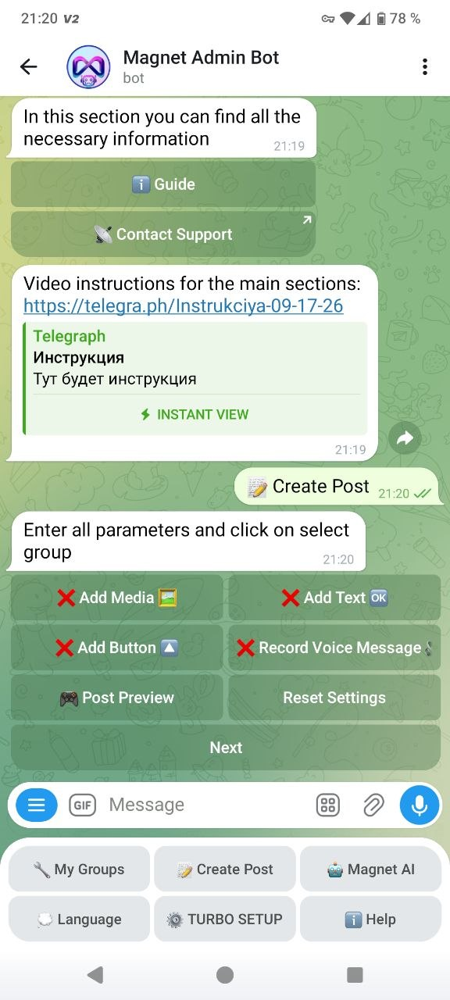 21:20 V2
78 %
Magnet Admin Bot
bot
In this section you can find all the
necessary information
21:19
Guide
Contact Support
Video instructions for the main sections:
https://telegra.ph/Instrukciya-09-17-26
Telegraph
Инструкция
Тут будет инструкция
INSTANT VIEW
21:19
Create Post
21:20
Enter all parameters and click on select
group
21:20
Add Media
Add Text OK
Add Button
Record Voice Message
Post Preview
Reset Settings
Next
GIF
Message
My Groups
Create Post
Magnet AI
Language
TURBO SETUP
Help